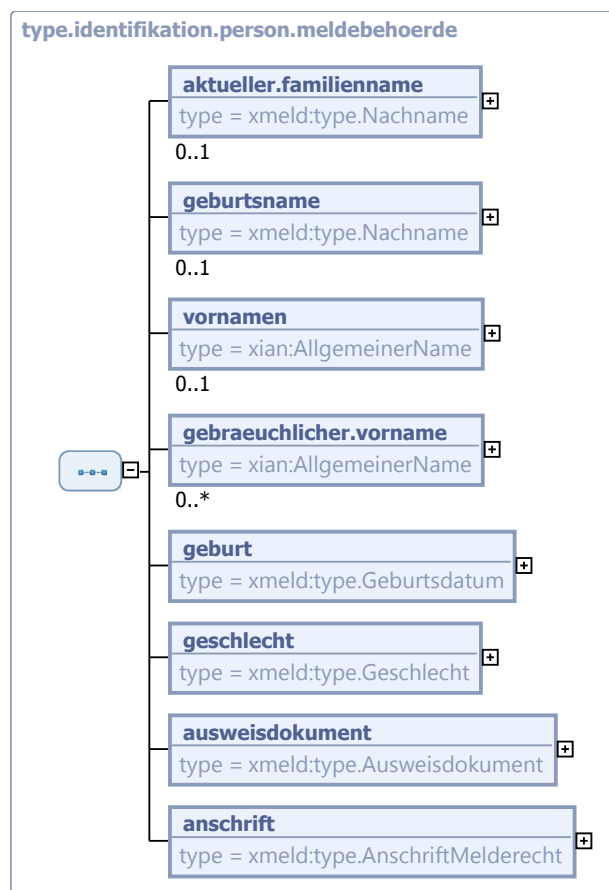 type.identifikation.person.meldebehoerde
aktueller.familienname
type = xmeld:type.Nachname
0..1
geburtsname
type = xmeld:type.Nachname
0..1
vornamen
type = xian:AllgemeinerName
0..1
gebraeuchlicher.vorname
type = xian:AllgemeinerName
0..*
geburt
type = xmeld:type.Geburtsdatum
geschlecht
type = xmeld:type.Geschlecht
ausweisdokument
type = xmeld:type.Ausweisdokument
anschrift
type = xmeld:type.AnschriftMelderecht